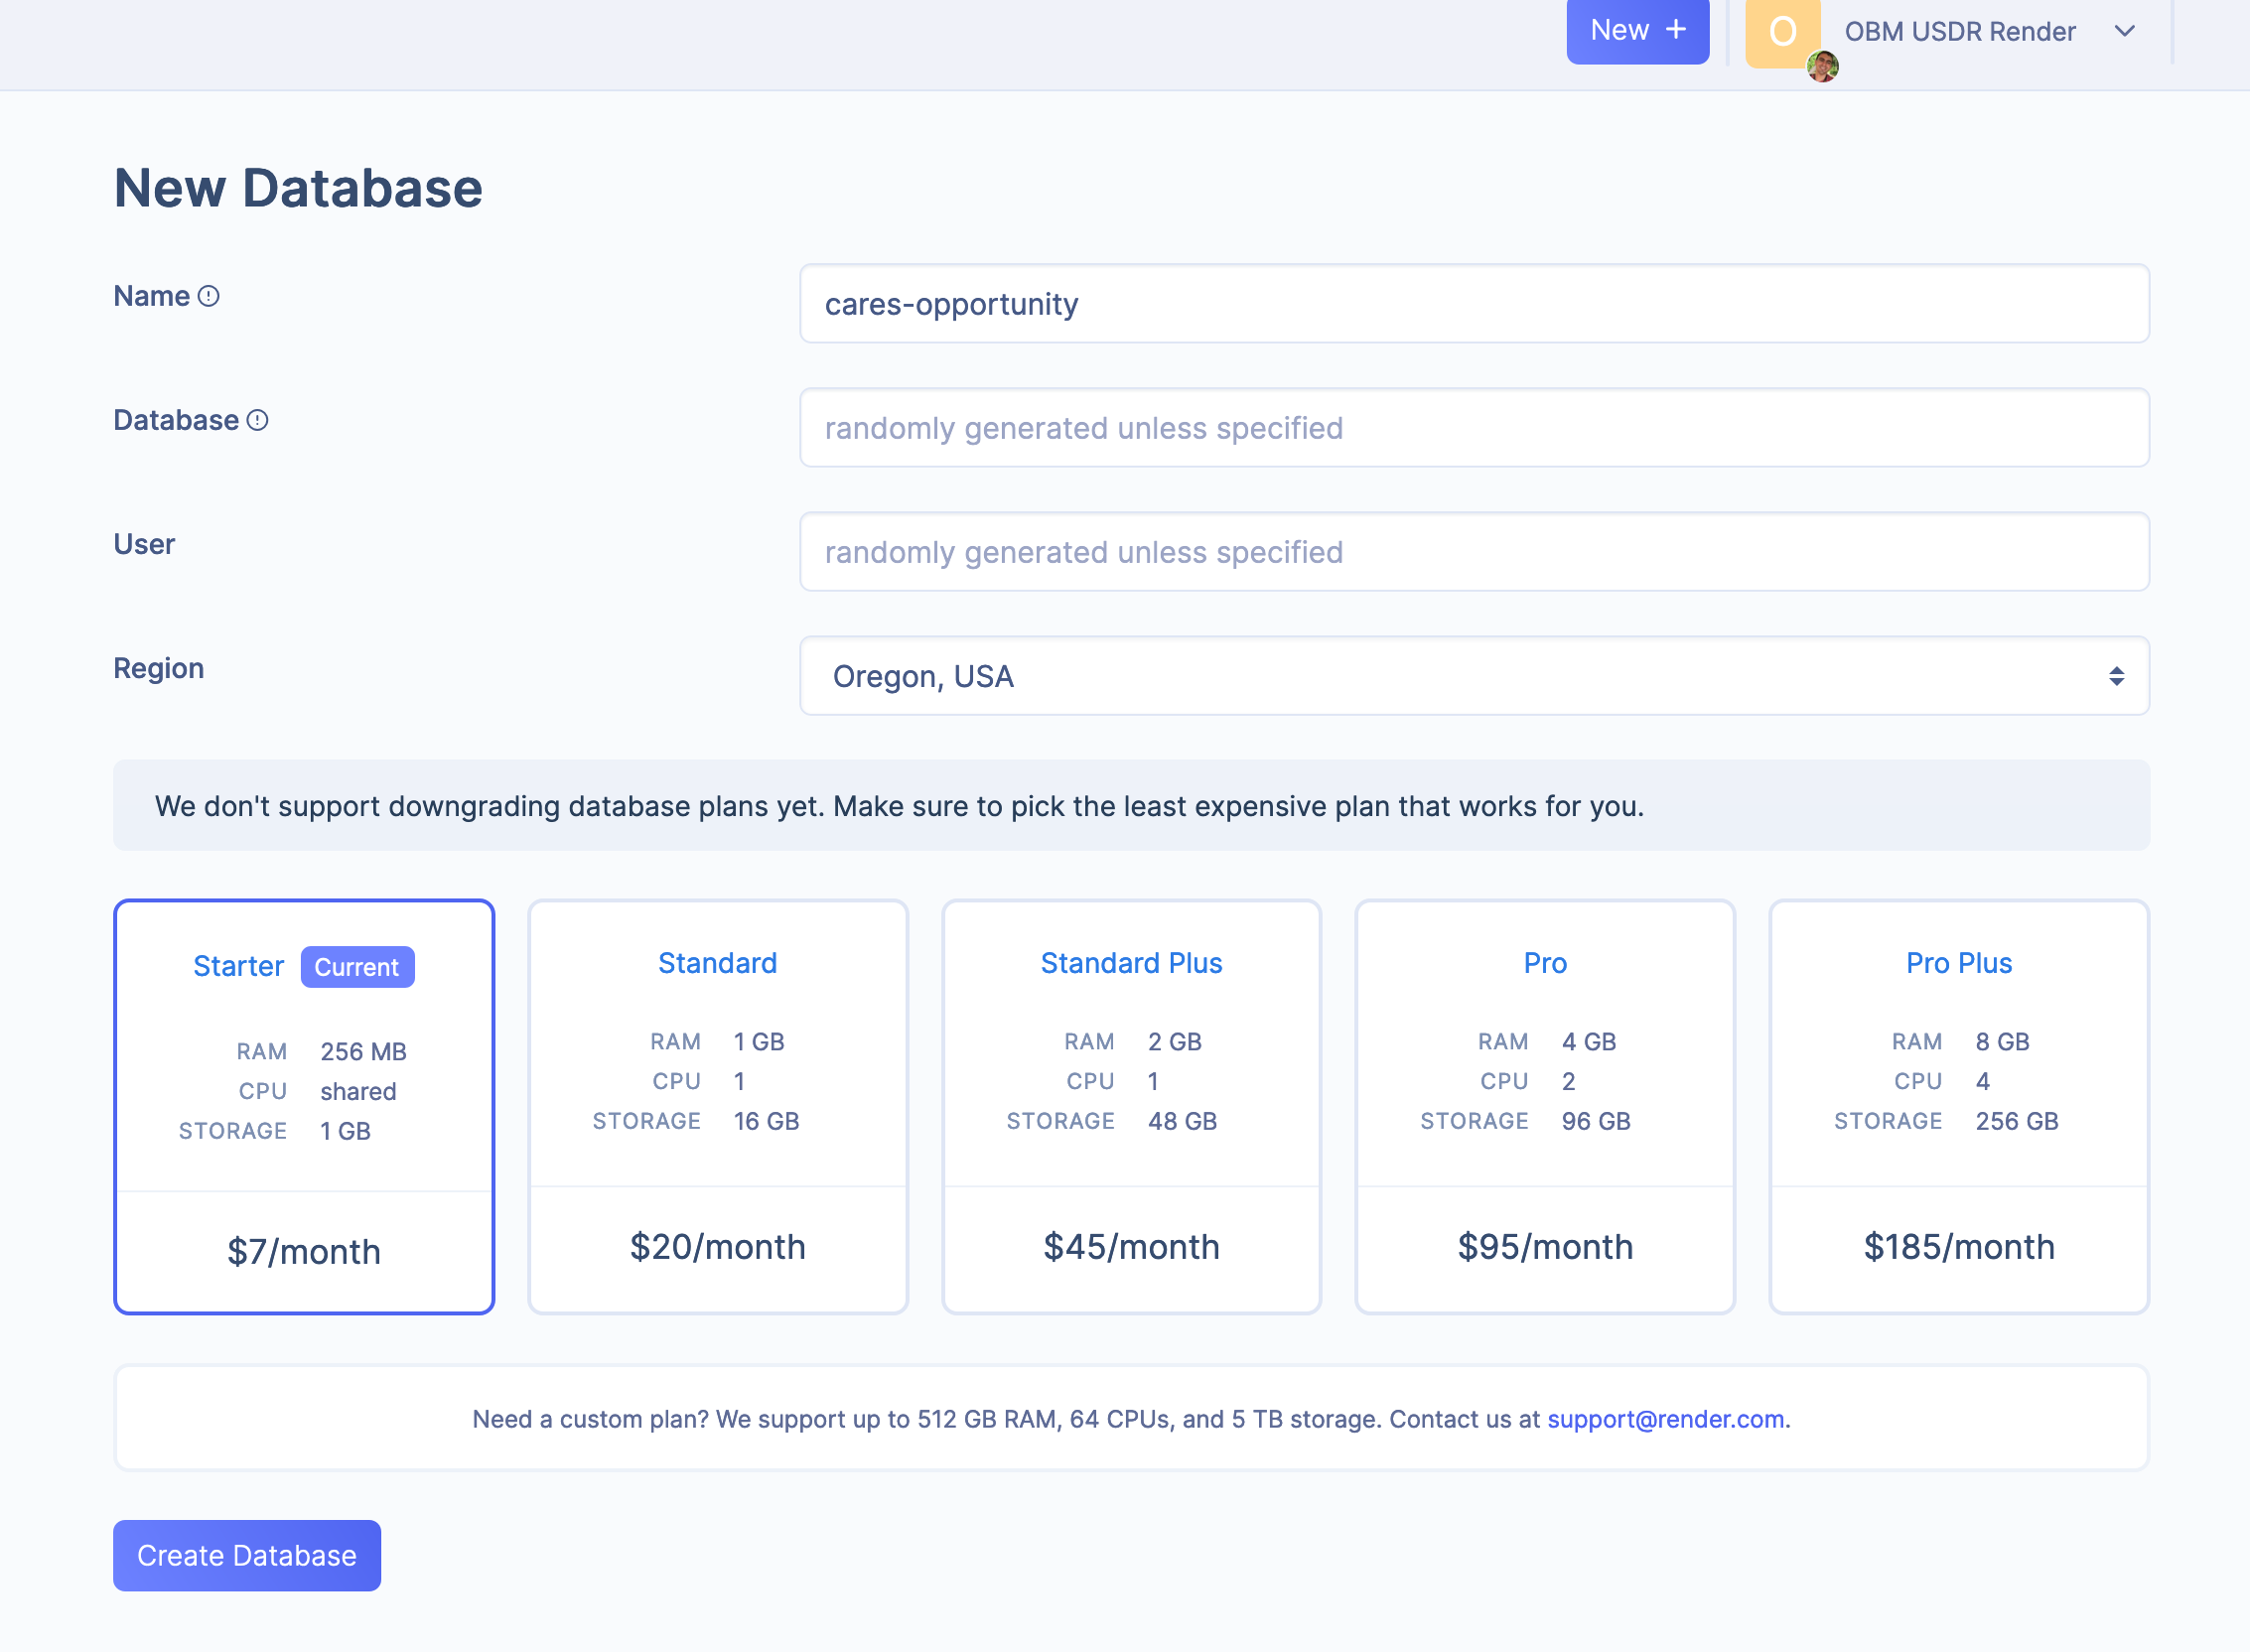 New +
O
OBM USDR Render
New Database
Name
cares-opportunity
Database
randomly generated unless specified
User
randomly generated unless specified
Region
Oregon, USA
We don't support downgrading database plans yet. Make sure to pick the least expensive plan that works for you.
Starter Current
RAM 256 MB
CPU shared
STORAGE 1 GB
$7/month
Standard
RAM 1 GB
CPU 1
STORAGE 16 GB
$20/month
Standard Plus
RAM 2 GB
CPU 1
STORAGE 48 GB
$45/month
Pro
RAM 4 GB
CPU 2
STORAGE 96 GB
$95/month
Pro Plus
RAM 8 GB
CPU 4
STORAGE 256 GB
$185/month
Need a custom plan? We support up to 512 GB RAM, 64 CPUs, and 5 TB storage. Contact us at support@render.com.
Create Database